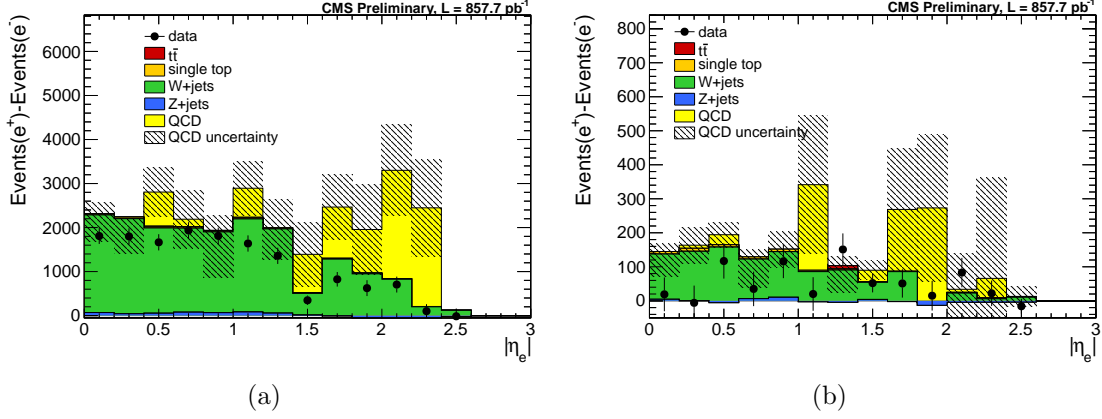 CMS Preliminary, L = 857.7 pb-1
Events(e+)-Events(e-)
6000
5000
4000
3000
2000
1000
0
data
tt̄
single top
W+jets
Z+jets
QCD
QCD uncertainty
0 0.5 1 1.5 2 2.5 3
|ηe|
(a)
CMS Preliminary, L = 857.7 pb-1
Events(e+)-Events(e-)
800
700
600
500
400
300
200
100
0
data
tt̄
single top
W+jets
Z+jets
QCD
QCD uncertainty
0 0.5 1 1.5 2 2.5 3
|ηe|
(b)